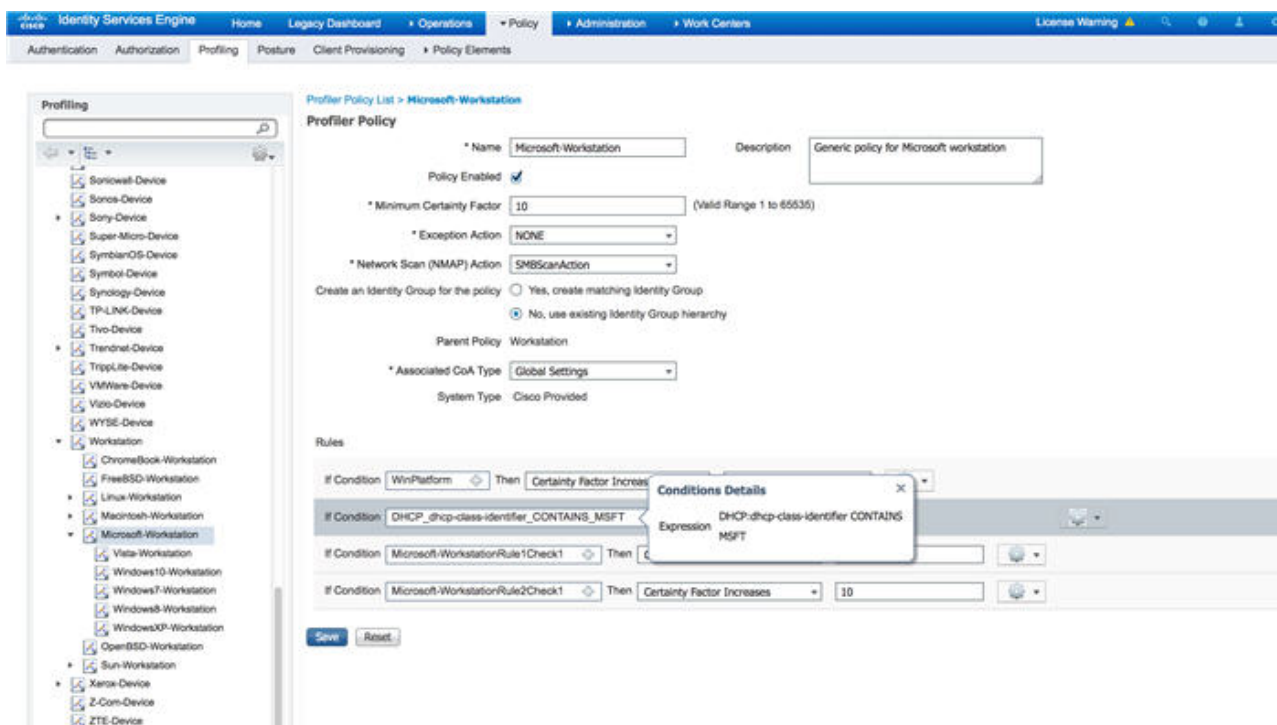 cisco Identity Services Engine Home Legacy Dashboard Operations Policy Administration Work Centers License Warning
Authentication Authorization Profiling Posture Client Provisioning Policy Elements
Profiling
Soniowall-Device
Sonos-Device
Sony-Device
Super-Micro-Device
SymbianOS-Device
Symbol-Device
Synology-Device
TP-LINK-Device
Tivo-Device
Trendnet-Device
TrippLite-Device
VMWare-Device
Vizio-Device
WYSE-Device
Workstation
ChromeBook-Workstation
FreeBSD-Workstation
Linux-Workstation
Macintosh-Workstation
Microsoft-Workstation
Vista-Workstation
Windows10-Workstation
Windows7-Workstation
Windows8-Workstation
WindowsXP-Workstation
OpenBSD-Workstation
Sun-Workstation
Xerox-Device
Z-Com-Device
ZTE-Device
Profiler Policy List > Microsoft-Workstation
Profiler Policy
* Name Microsoft-Workstation Description Generic policy for Microsoft workstation
Policy Enabled
* Minimum Certainty Factor 10 (Valid Range 1 to 65535)
* Exception Action NONE
* Network Scan (NMAP) Action SMBScanAction
Create an Identity Group for the policy Yes, create matching Identity Group
No, use existing Identity Group hierarchy
Parent Policy Workstation
* Associated CoA Type Global Settings
System Type Cisco Provided
Rules
If Condition WinPlatform Then Certainty Factor Increas
If Condition DHCP_dhcp-class-identifier_CONTAINS_MSFT
Conditions Details
Expression DHCP:dhcp-class-identifier CONTAINS
MSFT
If Condition Microsoft-WorkstationRule1Check1 Then C
If Condition Microsoft-WorkstationRule2Check1 Then Certainty Factor Increases 10
Save Reset